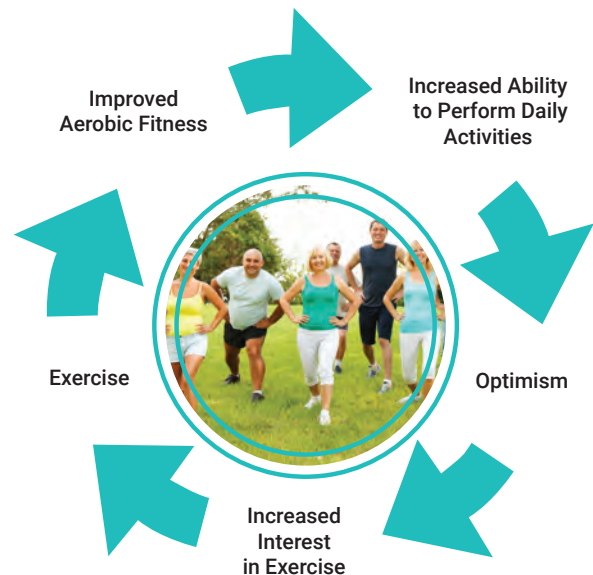 Improved
Aerobic Fitness
Increased Ability
to Perform Daily
Activities
Exercise
Optimism
Increased
Interest
in Exercise